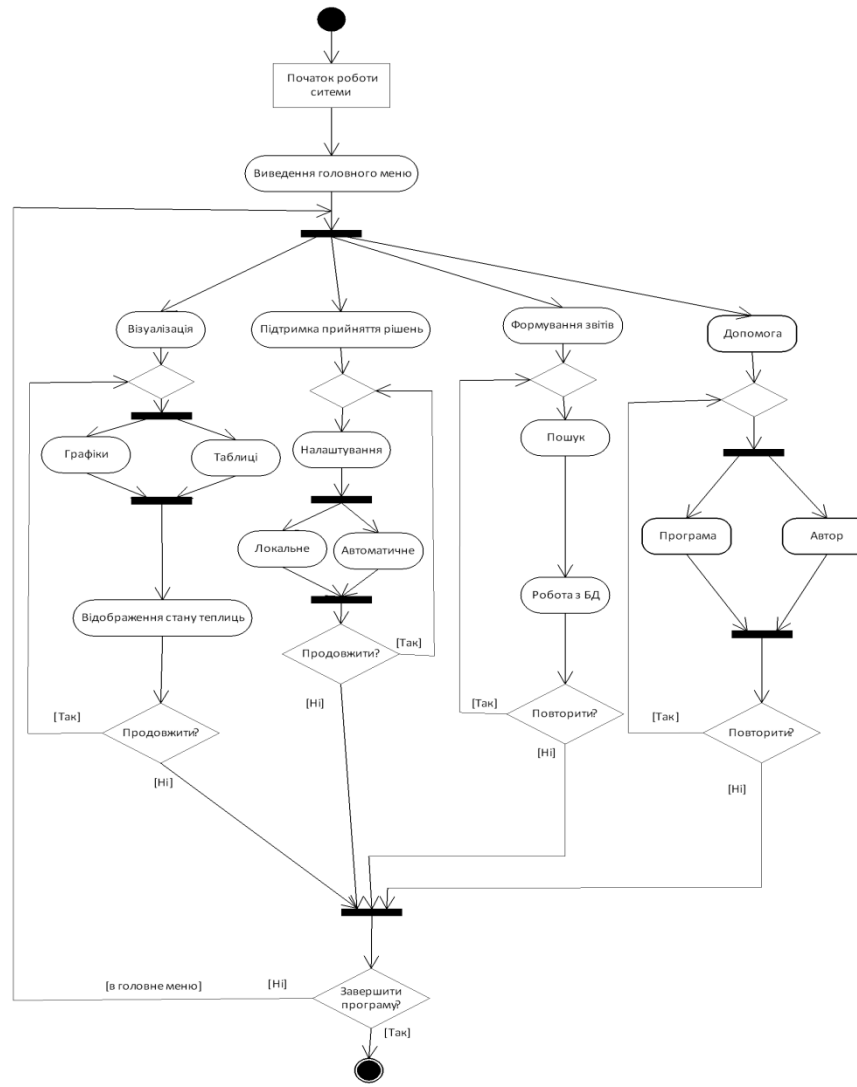 Початок роботи
ситеми
Виведення головного меню
Візуалізація
Підтримка прийняття рішень
Формування звітів
Допомога
Графіки
Таблиці
Налаштування
Пошук
Локальне
Автоматичне
Програма
Автор
Відображення стану теплиць
Робота з БД
Продовжити?
[Так]
[Ні]
[Так]
Продовжити?
[Ні]
[Так]
Повторити?
[Ні]
[Так]
Повторити?
[Ні]
[в головне меню]
[Ні]
Завершити
програму?
[Так]